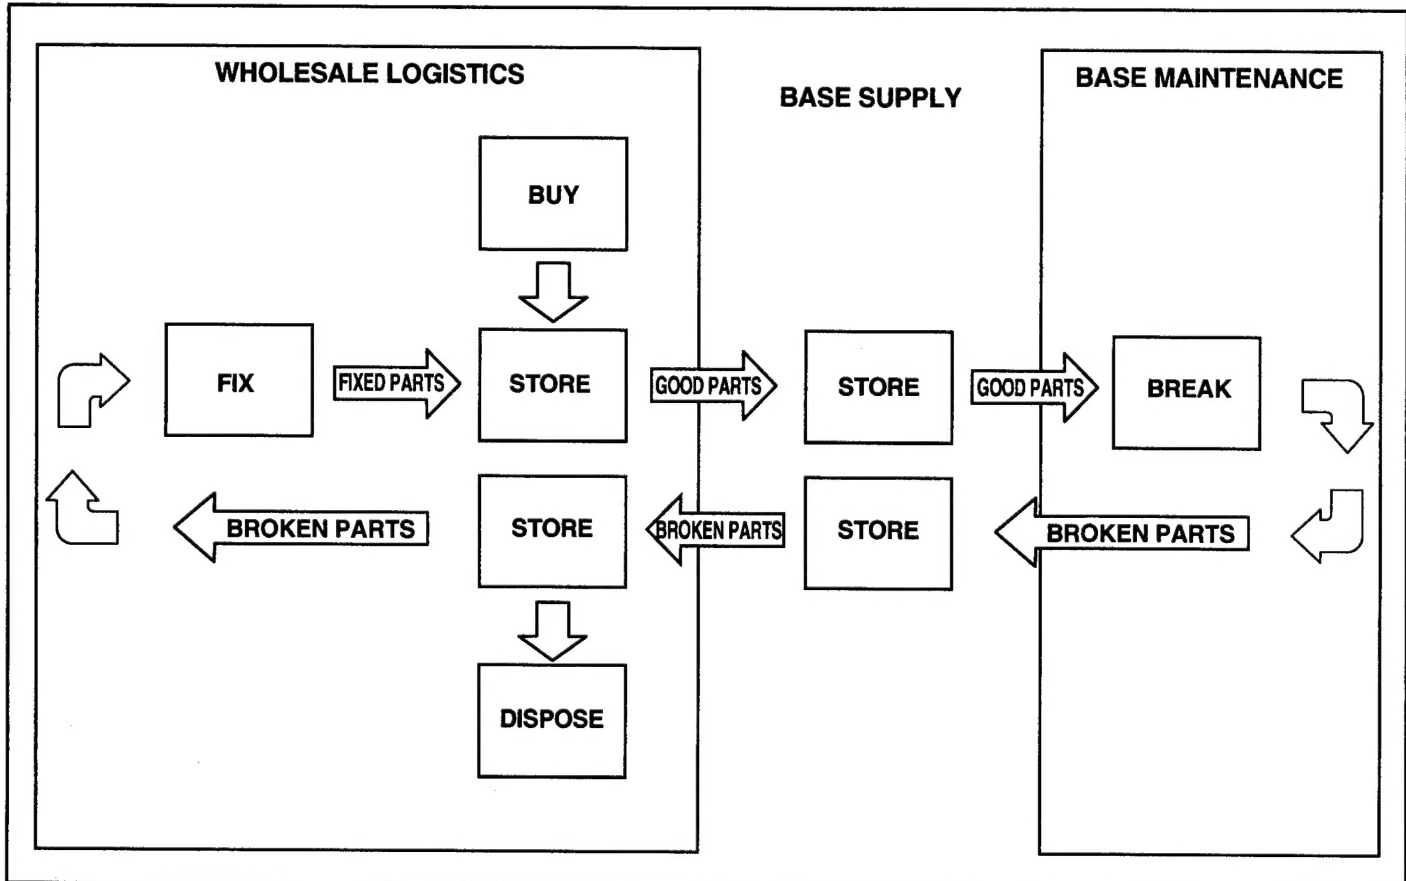 WHOLESALE LOGISTICS
BASE SUPPLY
BASE MAINTENANCE
BUY
FIX
FIXED PARTS
STORE
GOOD PARTS
STORE
GOOD PARTS
BREAK
BROKEN PARTS
STORE
BROKEN PARTS
STORE
BROKEN PARTS
DISPOSE